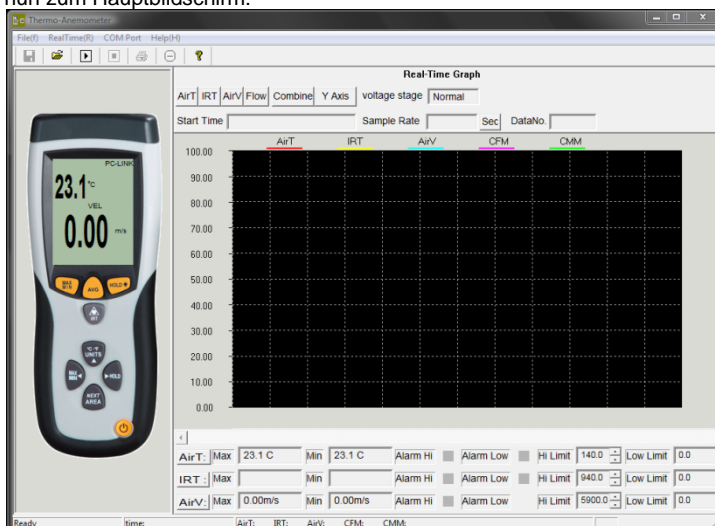 nun zum Hauptbildschirm.
Thermo-Anemometer
File(f) RealTime(R) COM Port Help(H)
Real-Time Graph
AirT IRT AirV Flow Combine Y Axis voltage stage Normal
Start Time Sample Rate Sec DataNo.
AirT IRT AirV CFM CMM
100.00
90.00
80.00
70.00
60.00
50.00
40.00
30.00
20.00
10.00
0.00
PC-LINK
23.1 °C
VEL
0.00 m/s
MAX MIN AVG HOLD
IRT
°C °F
UNITS
HOLD
NEXT
AREA
AirT: Max 23.1 C Min 23.1 C Alarm Hi Alarm Low Hi Limit 140.0 Low Limit 0.0
IRT : Max Min Alarm Hi Alarm Low Hi Limit 940.0 Low Limit 0.0
AirV: Max 0.00m/s Min 0.00m/s Alarm Hi Alarm Low Hi Limit 5900.0 Low Limit 0.0
Ready time: AirT: IRT: AirV: CFM: CMM: